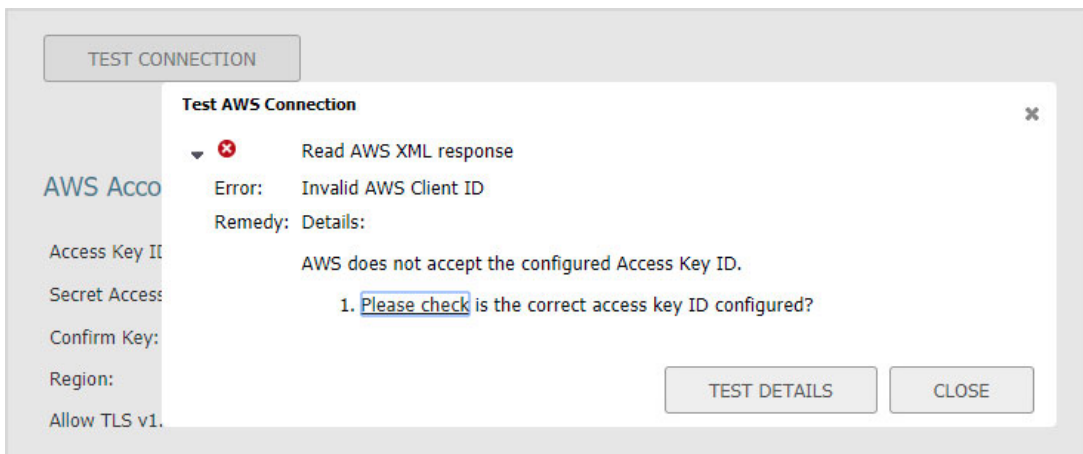 TEST CONNECTION
Test AWS Connection
Read AWS XML response
Error: Invalid AWS Client ID
Remedy: Details:
AWS does not accept the configured Access Key ID.
1. Please check is the correct access key ID configured?
TEST DETAILS CLOSE
AWS Acco
Access Key ID
Secret Access
Confirm Key:
Region:
Allow TLS v1.